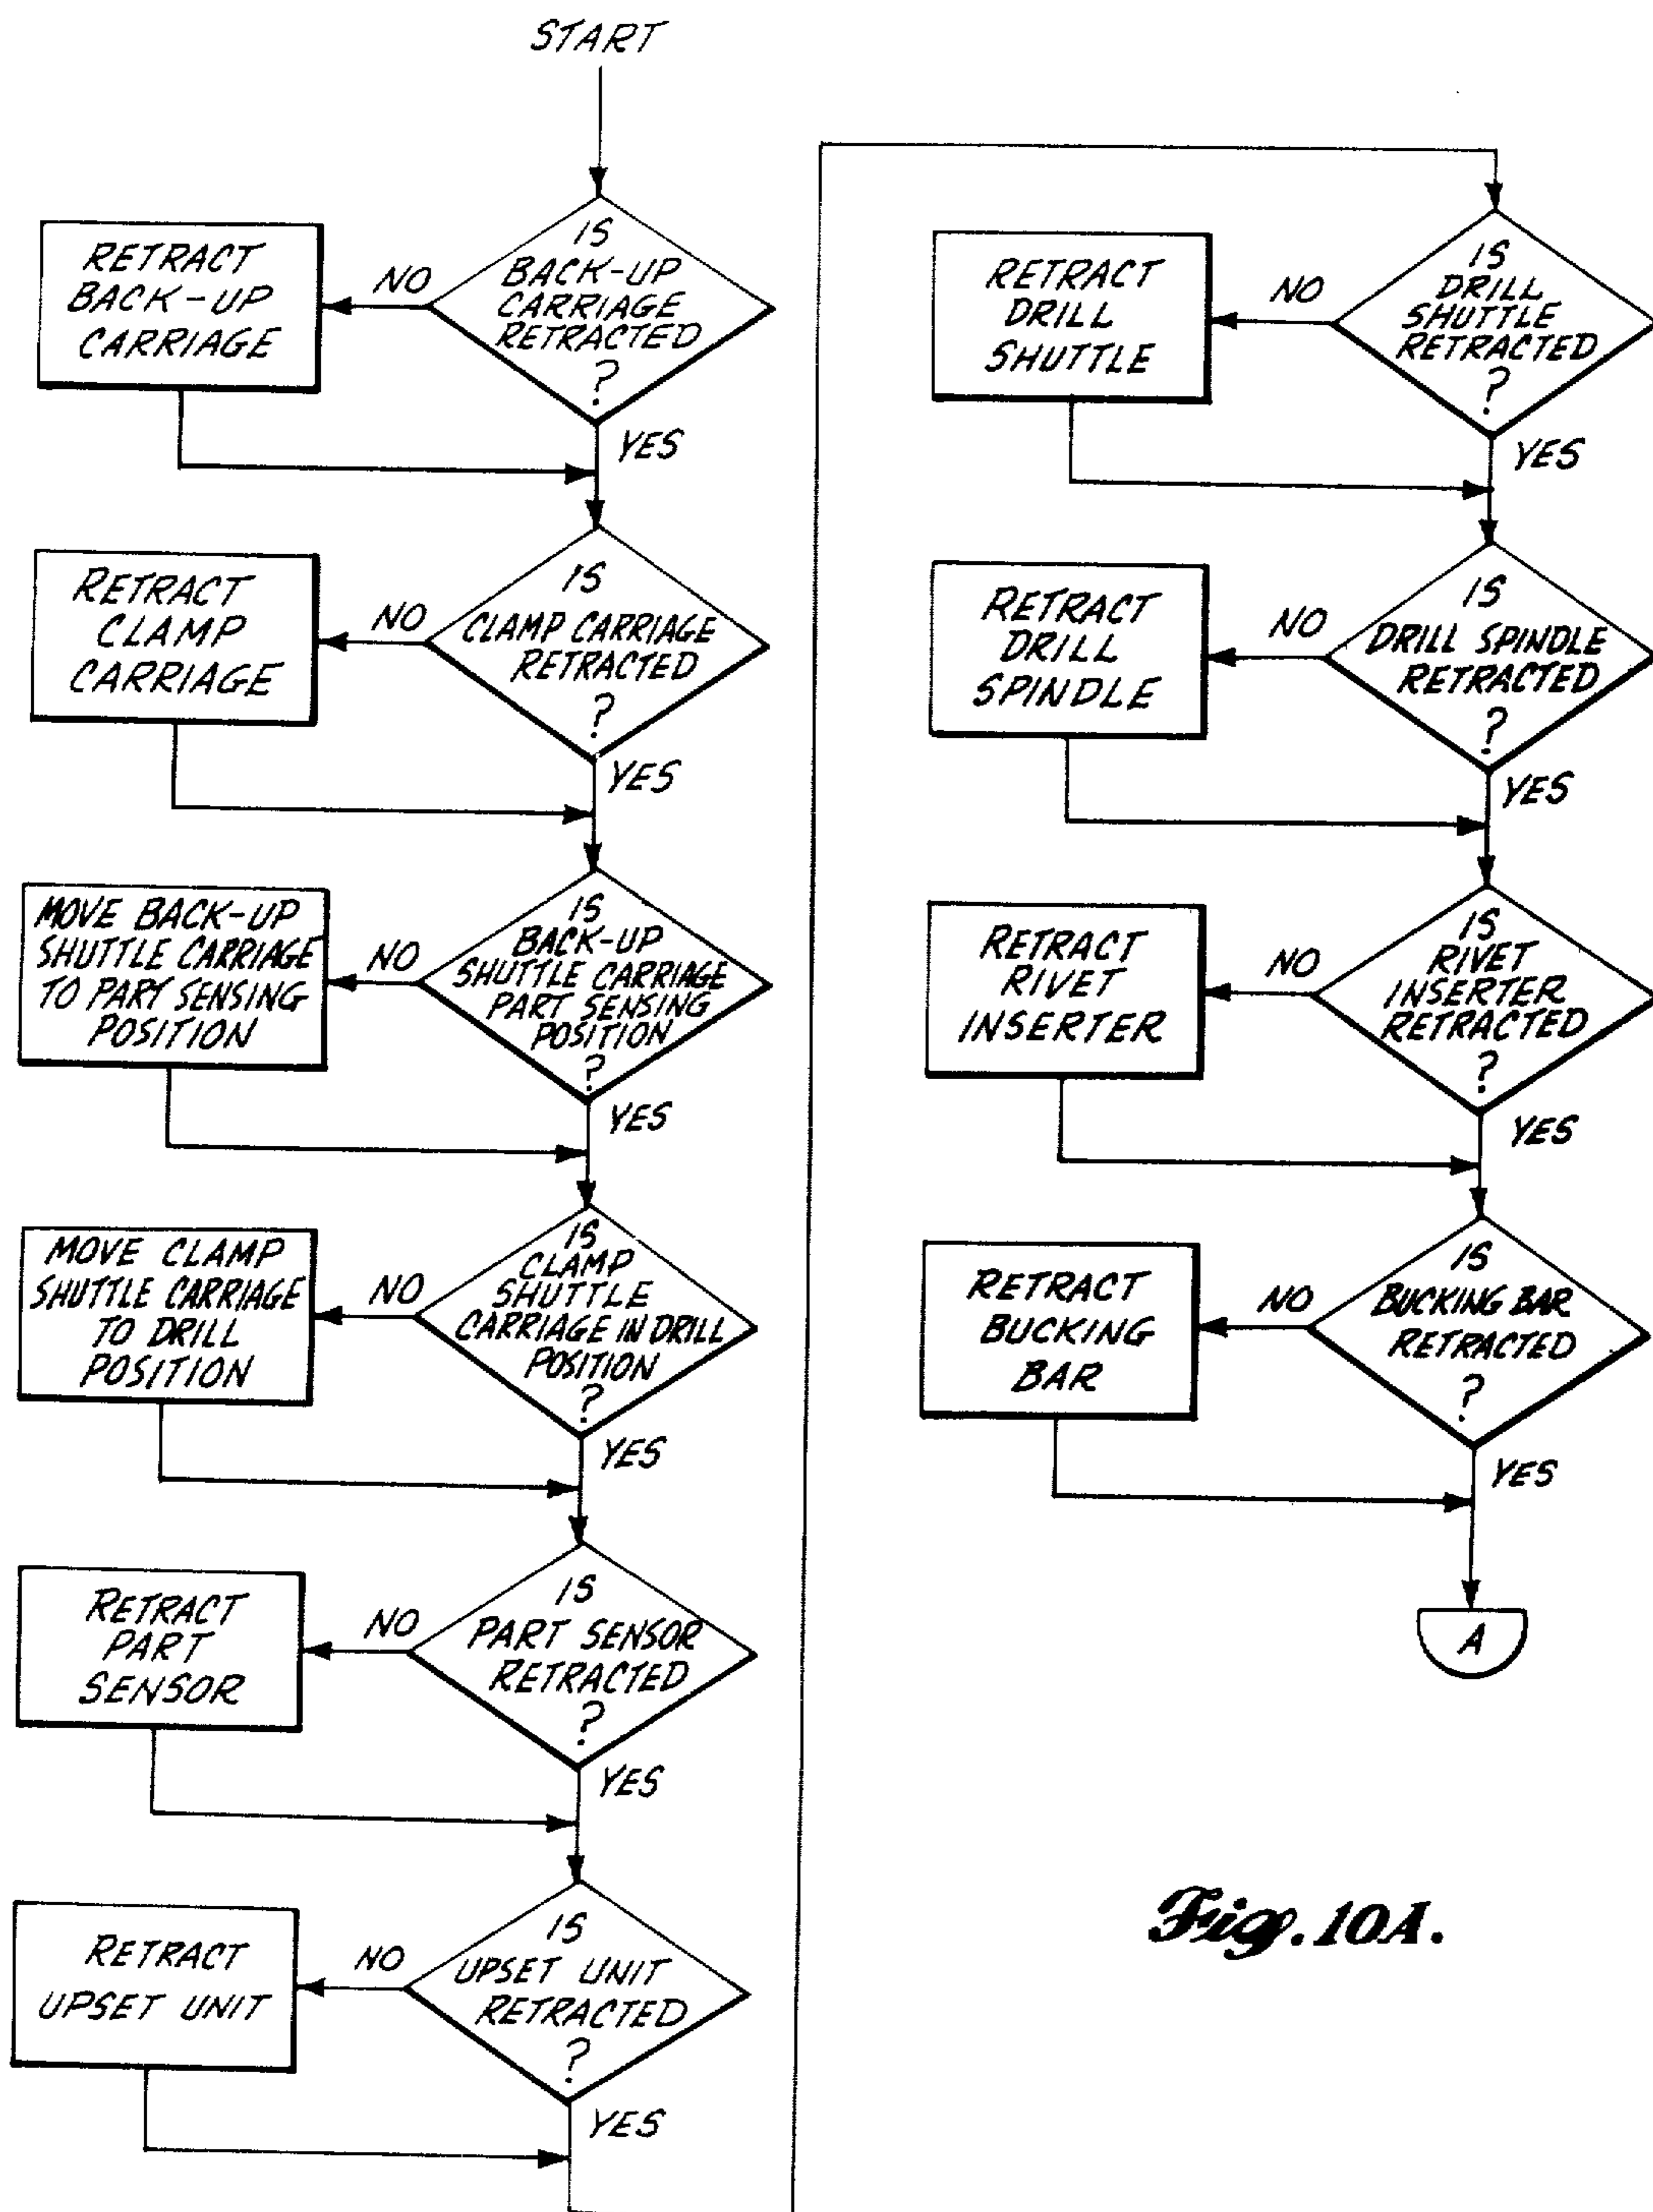 START
RETRACT
BACK-UP
CARRIAGE
NO
IS
BACK-UP
CARRIAGE
RETRACTED
?
YES
RETRACT
CLAMP
CARRIAGE
NO
IS
CLAMP CARRIAGE
RETRACTED
?
YES
MOVE BACK-UP
SHUTTLE CARRIAGE
TO PART SENSING
POSITION
NO
IS
BACK-UP
SHUTTLE CARRIAGE
PART SENSING
POSITION
?
YES
MOVE CLAMP
SHUTTLE CARRIAGE
TO DRILL
POSITION
NO
IS
CLAMP
SHUTTLE
CARRIAGE IN DRILL
POSITION
?
YES
RETRACT
PART
SENSOR
NO
IS
PART SENSOR
RETRACTED
?
YES
RETRACT
UPSET UNIT
NO
IS
UPSET UNIT
RETRACTED
?
YES
RETRACT
DRILL
SHUTTLE
NO
IS
DRILL
SHUTTLE
RETRACTED
?
YES
RETRACT
DRILL
SPINDLE
NO
IS
DRILL SPINDLE
RETRACTED
?
YES
RETRACT
RIVET
INSERTER
NO
IS
RIVET
INSERTER
RETRACTED
?
YES
RETRACT
BUCKING
BAR
NO
IS
BUCKING BAR
RETRACTED
?
YES
A
Fig. 10A.